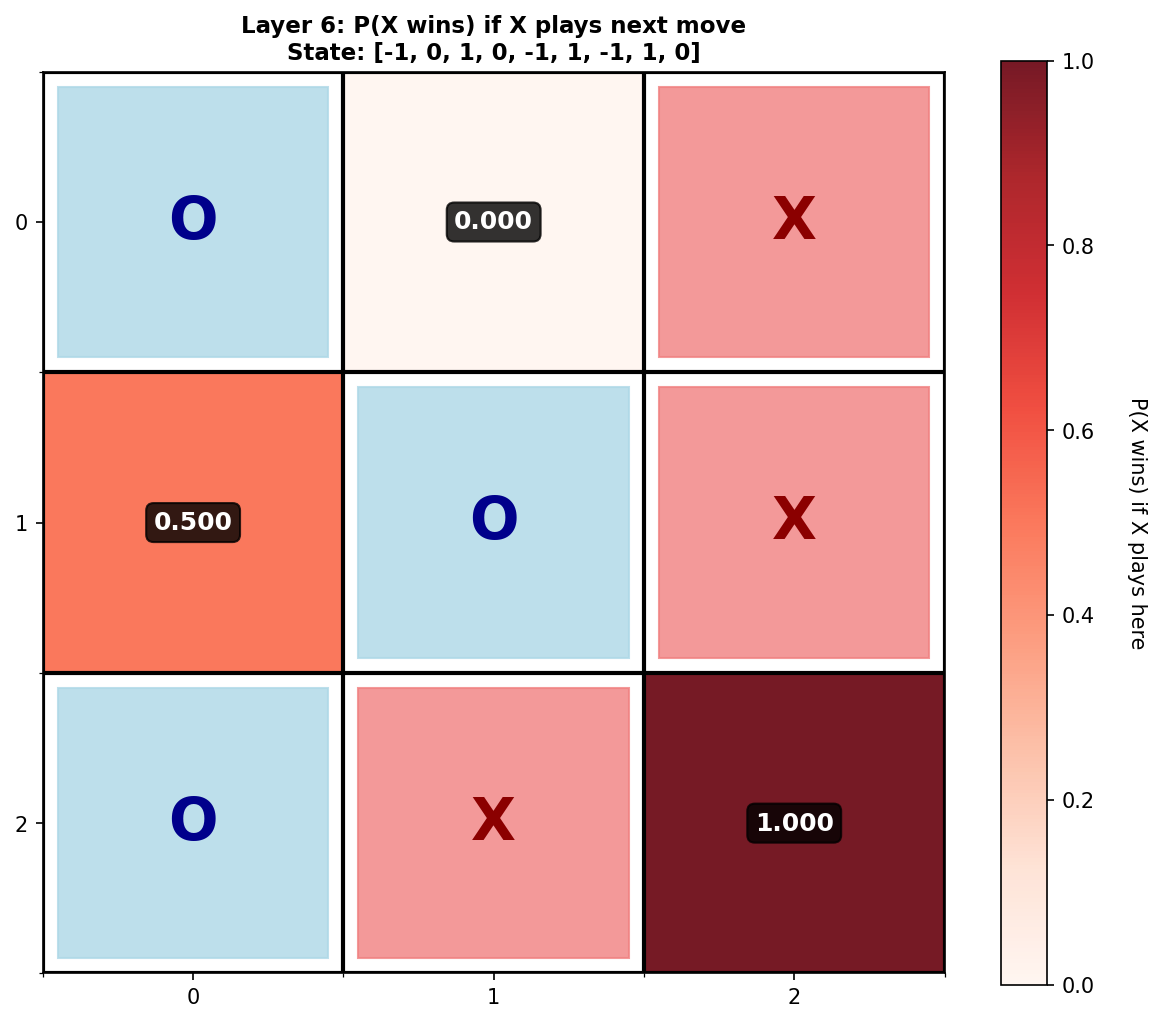 Layer 6: P(X wins) if X plays next move
State: [-1, 0, 1, 0, -1, 1, -1, 1, 0]
0
O
0.000
X
1
0.500
O
X
2
O
X
1.000
0
1
2
1.0
0.8
0.6
0.4
0.2
0.0
P(X wins) if X plays here